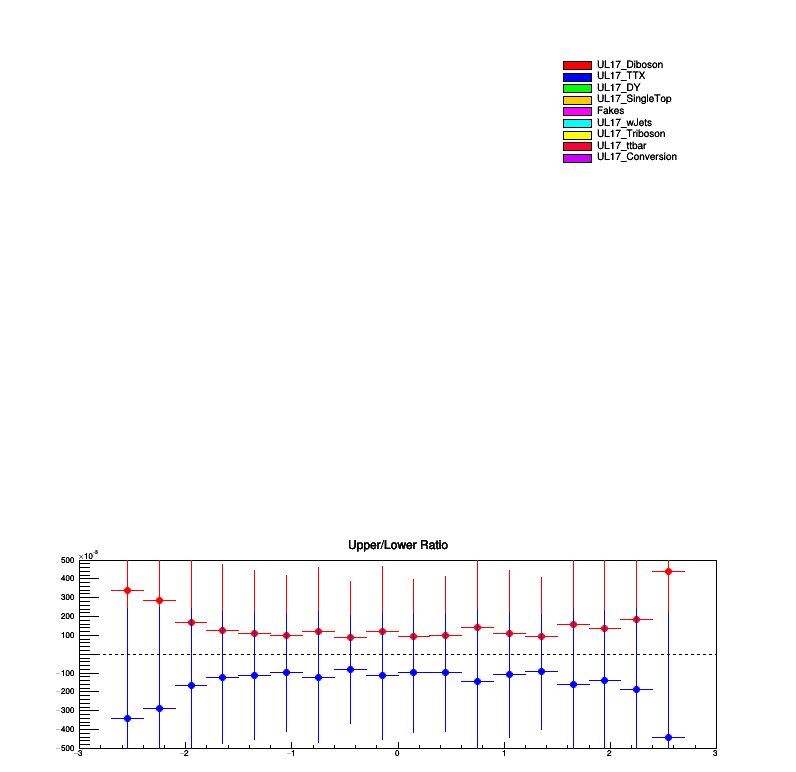 UL17_Diboson
UL17_TTX
UL17_DY
UL17_SingleTop
Fakes
UL17_wJets
UL17_Triboson
UL17_ttbar
UL17_Conversion
Upper/Lower Ratio
×10⁻³
500
400
300
200
100
−100
−200
−300
−400
−500
−3 −2 −1 0 1 2 3